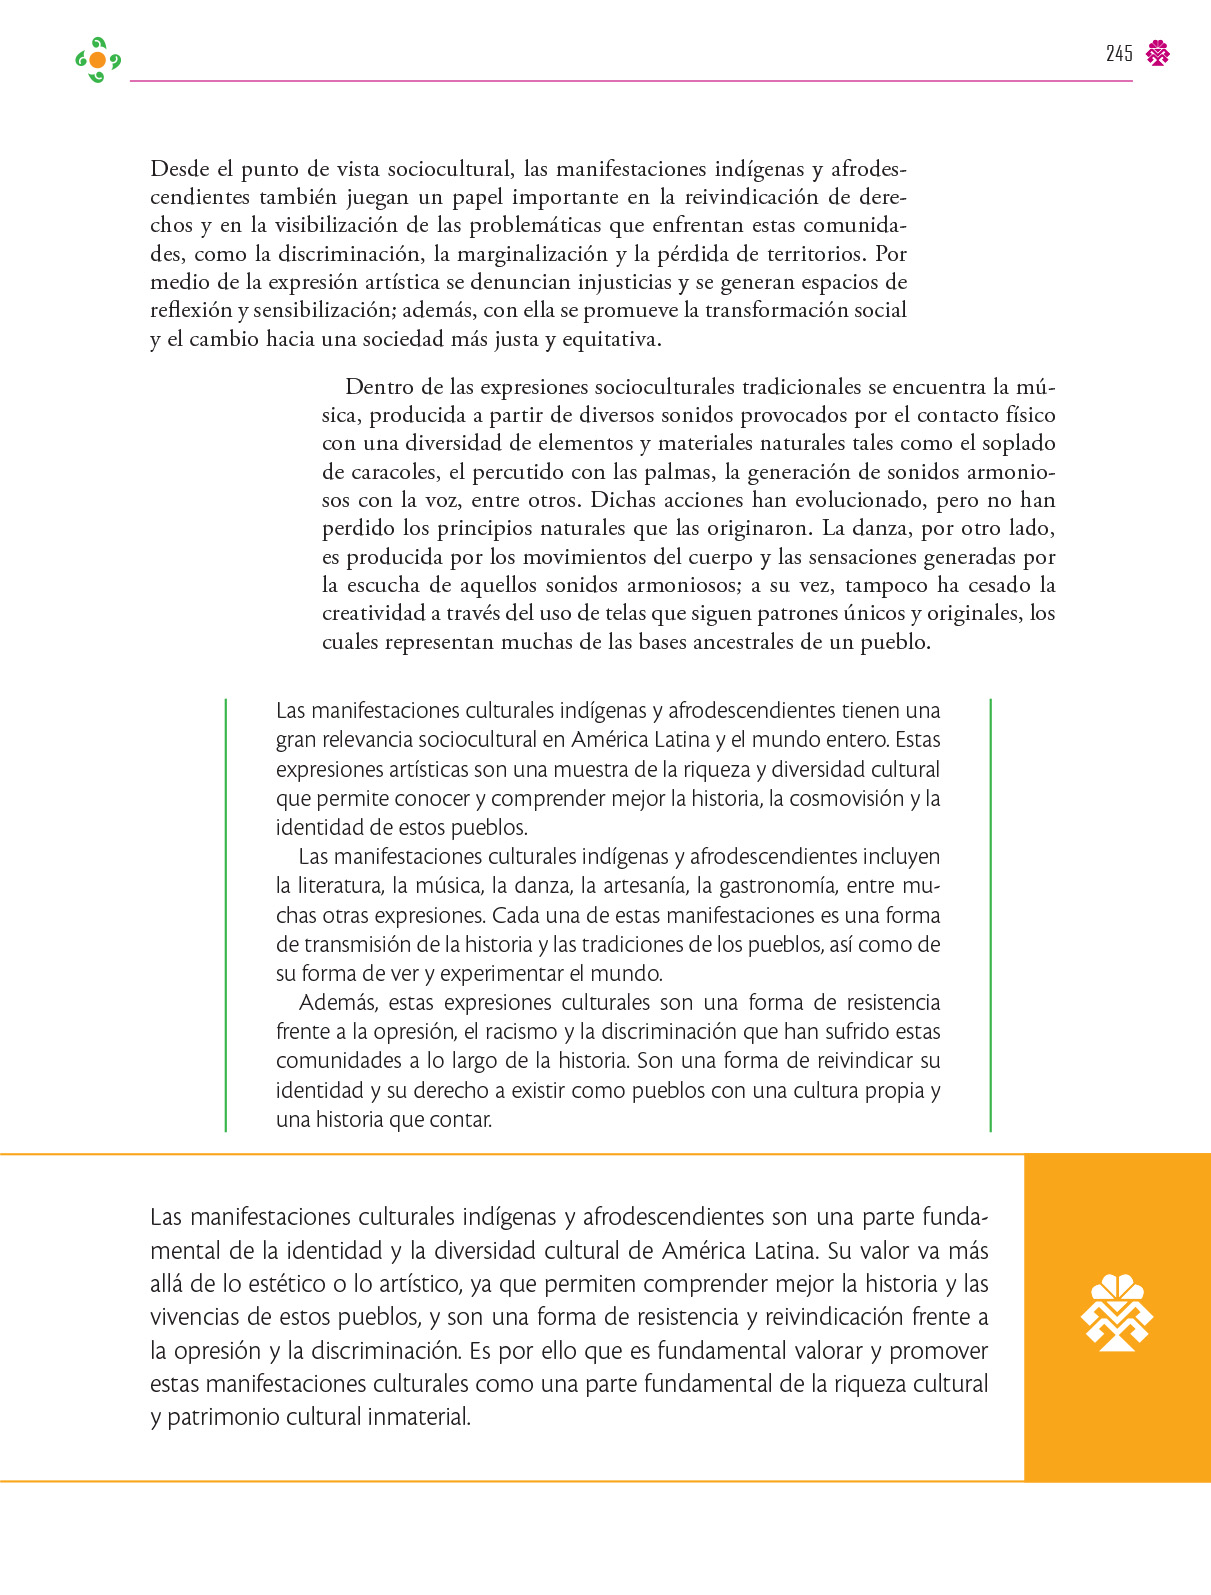 245
Desde el punto de vista sociocultural, las manifestaciones indígenas y afrodes-
cendientes también juegan un papel importante en la reivindicación de dere-
chos y en la visibilización de las problemáticas que enfrentan estas comunida-
des, como la discriminación, la marginalización y la pérdida de territorios. Por
medio de la expresión artística se denuncian injusticias y se generan espacios de
reflexión y sensibilización; además, con ella se promueve la transformación social
y el cambio hacia una sociedad más justa y equitativa.
Dentro de las expresiones socioculturales tradicionales se encuentra la mú-
sica, producida a partir de diversos sonidos provocados por el contacto físico
con una diversidad de elementos y materiales naturales tales como el soplado
de caracoles, el percutido con las palmas, la generación de sonidos armonio-
sos con la voz, entre otros. Dichas acciones han evolucionado, pero no han
perdido los principios naturales que las originaron. La danza, por otro lado,
es producida por los movimientos del cuerpo y las sensaciones generadas por
la escucha de aquellos sonidos armoniosos; a su vez, tampoco ha cesado la
creatividad a través del uso de telas que siguen patrones únicos y originales, los
cuales representan muchas de las bases ancestrales de un pueblo.
Las manifestaciones culturales indígenas y afrodescendientes tienen una
gran relevancia sociocultural en América Latina y el mundo entero. Estas
expresiones artísticas son una muestra de la riqueza y diversidad cultural
que permite conocer y comprender mejor la historia, la cosmovisión y la
identidad de estos pueblos.
Las manifestaciones culturales indígenas y afrodescendientes incluyen
la literatura, la música, la danza, la artesanía, la gastronomía, entre mu-
chas otras expresiones. Cada una de estas manifestaciones es una forma
de transmisión de la historia y las tradiciones de los pueblos, así como de
su forma de ver y experimentar el mundo.
Además, estas expresiones culturales son una forma de resistencia
frente a la opresión, el racismo y la discriminación que han sufrido estas
comunidades a lo largo de la historia. Son una forma de reivindicar su
identidad y su derecho a existir como pueblos con una cultura propia y
una historia que contar.
Las manifestaciones culturales indígenas y afrodescendientes son una parte funda-
mental de la identidad y la diversidad cultural de América Latina. Su valor va más
allá de lo estético o lo artístico, ya que permiten comprender mejor la historia y las
vivencias de estos pueblos, y son una forma de resistencia y reivindicación frente a
la opresión y la discriminación. Es por ello que es fundamental valorar y promover
estas manifestaciones culturales como una parte fundamental de la riqueza cultural
y patrimonio cultural inmaterial.